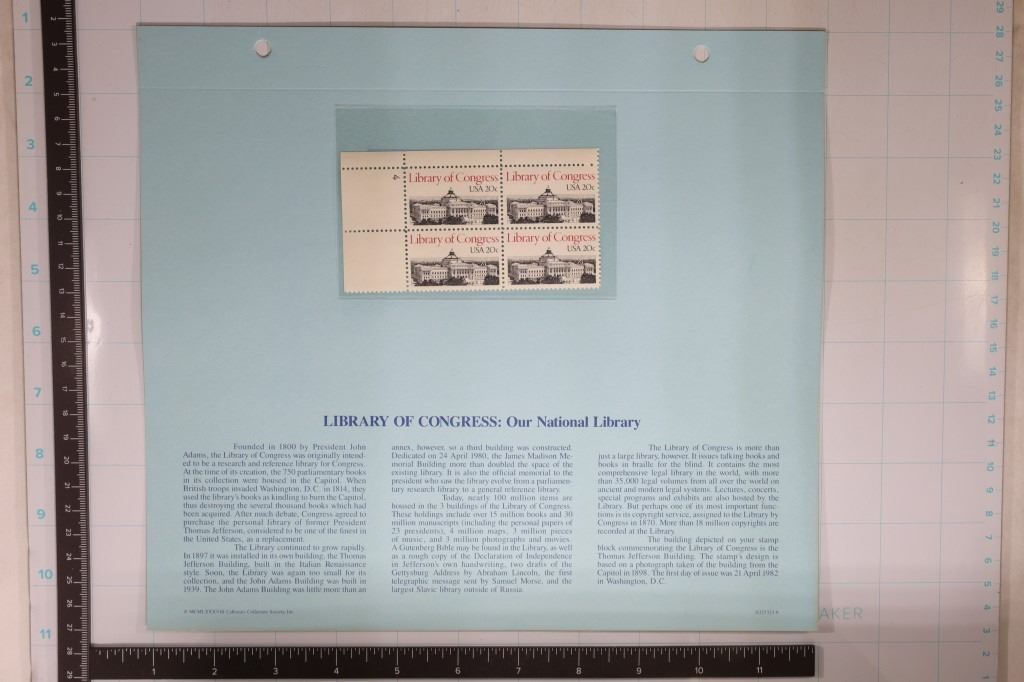 4
Library of Congress
USA 20c
Library of Congress
USA 20c
Library of Congress
USA 20c
Library of Congress
USA 20c
LIBRARY OF CONGRESS: Our National Library
Founded in 1800 by President John
Adams, the Library of Congress was originally intend-
ed to be a research and reference library for Congress.
At the time of its creation, the 750 parliamentary books
in its collection were housed in the Capitol. When
British troops invaded Washington, D.C. in 1814, they
used the library's books as kindling to burn the Capitol,
thus destroying the several thousand books which had
been acquired. After much debate, Congress agreed to
purchase the personal library of former President
Thomas Jefferson, considered to be one of the finest in
the United States, as a replacement.
The Library continued to grow rapidly.
In 1897 it was installed in its own building, the Thomas
Jefferson Building, built in the Italian Renaissance
style. Soon, the Library was again too small for its
collection, and the John Adams Building was built in
1939. The John Adams Building was little more than an
annex, however, so a third building was constructed.
Dedicated on 24 April 1980, the James Madison Me-
morial Building more than doubled the space of the
existing library. It is also the official memorial to the
president who saw the library evolve from a parliamen-
tary research library to a general reference library.
Today, nearly 100 million items are
housed in the 3 buildings of the Library of Congress.
These holdings include over 15 million books and 30
million manuscripts (including the personal papers of
23 presidents), 4 million maps, 3 million pieces
of music, and 3 million photographs and movies.
A Gutenberg Bible may be found in the Library, as well
as a rough copy of the Declaration of Independence
in Jefferson's own handwriting, two drafts of the
Gettysburg Address by Abraham Lincoln, the first
telegraphic message sent by Samuel Morse, and the
largest Slavic library outside of Russia.
The Library of Congress is more than
just a large library, however. It issues talking books and
books in braille for the blind. It contains the most
comprehensive legal library in the world, with more
than 35,000 legal volumes from all over the world on
ancient and modern legal systems. Lectures, concerts,
special programs and exhibits are also hosted by the
Library. But perhaps one of its most important func-
tions is its copyright service, assigned to the Library by
Congress in 1870. More than 18 million copyrights are
recorded at the Library.
The building depicted on your stamp
block commemorating the Library of Congress is the
Thomas Jefferson Building. The stamp's design is
based on a photograph taken of the building from the
Capitol in 1898. The first day of issue was 21 April 1982
in Washington, D.C.
Calhoun's Collectors Society, Inc.
AKER